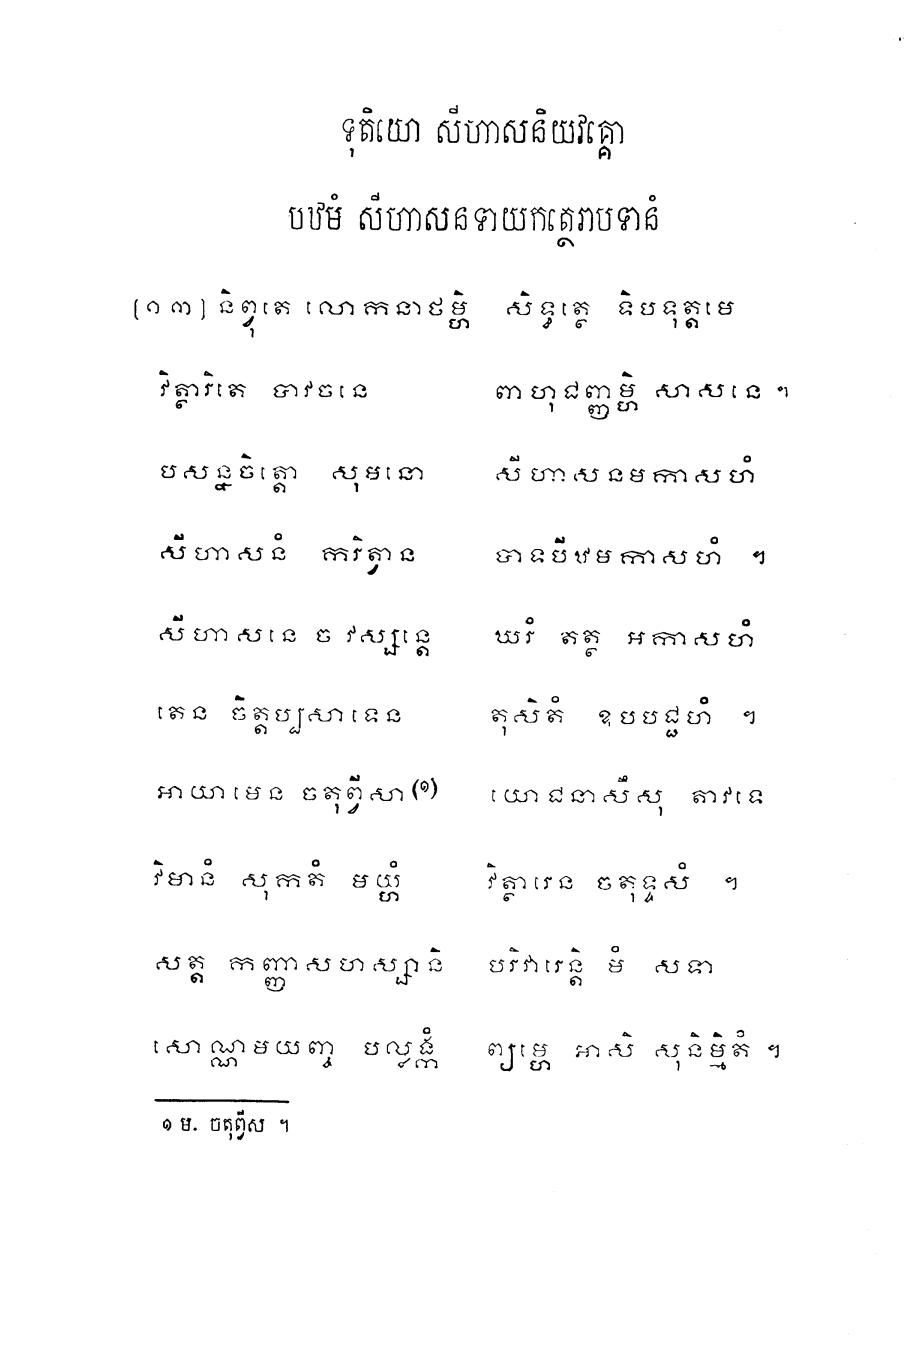 ទុតិយោ សីហាសនិយវគ្គោ
បឋមំ សីហាសនទាយកត្ថេរាបទានំ
[១៣] និព្វុតេ លោកនាថម្ហិ សិទ្ធត្ថេ ទិបទុត្តមេ
វិត្ថារិតេ បាវចនេ ពាហុជញ្ញម្ហិ សាសនេ ។
បសន្នចិត្តោ សុមនោ សីហាសនមកាសហំ
សីហាសនំ ករិត្វាន បាទបីឋមកាសហំ ។
សីហាសនេ ច វស្សន្តេ ឃរំ តត្ថ អកាសហំ
តេន ចិត្តប្បសាទេន តុសិតំ ឧបបជ្ជហំ ។
អាយាមេន ចតុព្វីសា (១) យោជនាសឹសុ តាវទេ
វិមានំ សុកតំ មយ្ហំ វិត្ថារេន ចតុទ្ទសំ ។
សត្ត កញ្ញាសហស្សានិ បរិវារេន្តិ មំ សទា
សោណ្ណមយញ្ច បល្លង្កំ ព្យម្ហេ អាសិ សុនិម្មិតំ ។
១ ម. ចតុព្វីស ។